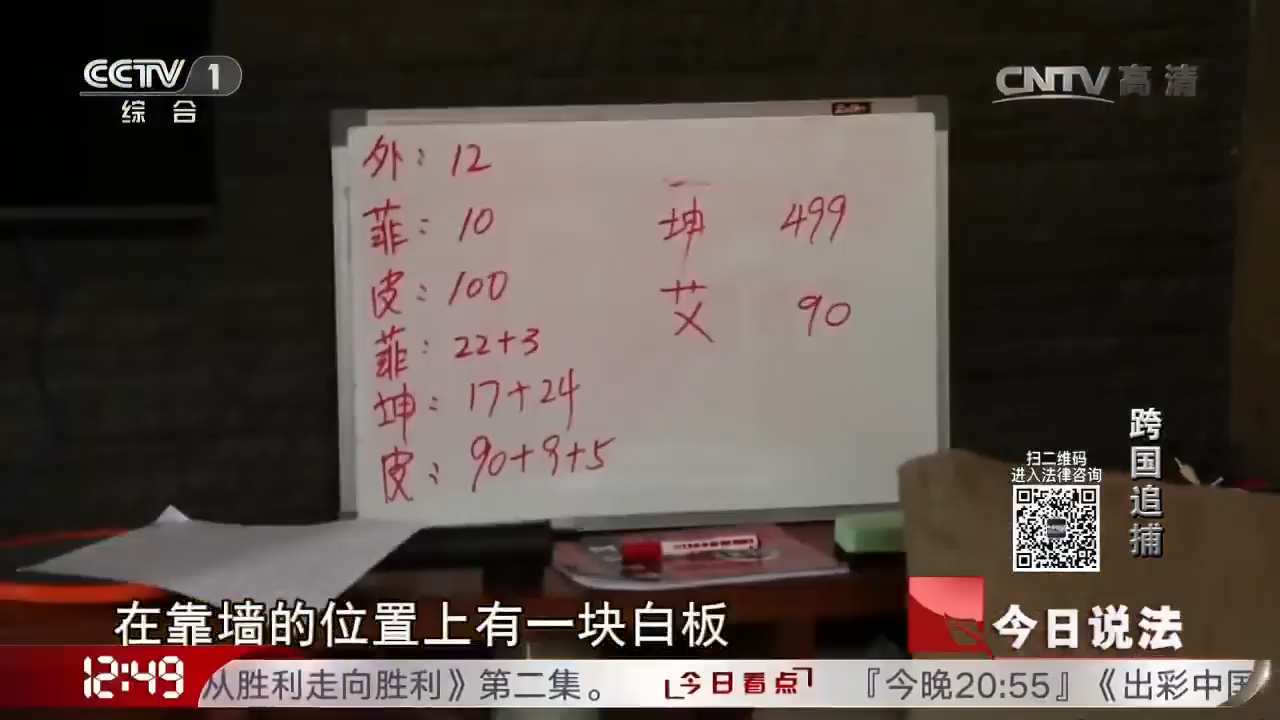 CCTV 1
综合
CNTV高清
外：12
菲：10
皮：100
菲：22+3
坤：17+24
皮：90+9+5
坤 499
艾 90
跨国追捕
扫二维码
进入法律咨询
在靠墙的位置上有一块白板
今日说法
12:49
从胜利走向胜利》第二集。
今日看点
『今晚20:55』《出彩中国